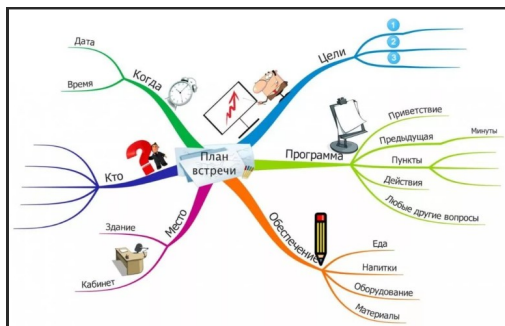 План
встречи
Цели
1
2
3
Программа
Приветствие
Предыдущая
Минуты
Пункты
Действия
Любые другие вопросы
Обеспечение
Еда
Напитки
Оборудование
Материалы
Место
Здание
Кабинет
Кто
Когда
Дата
Время